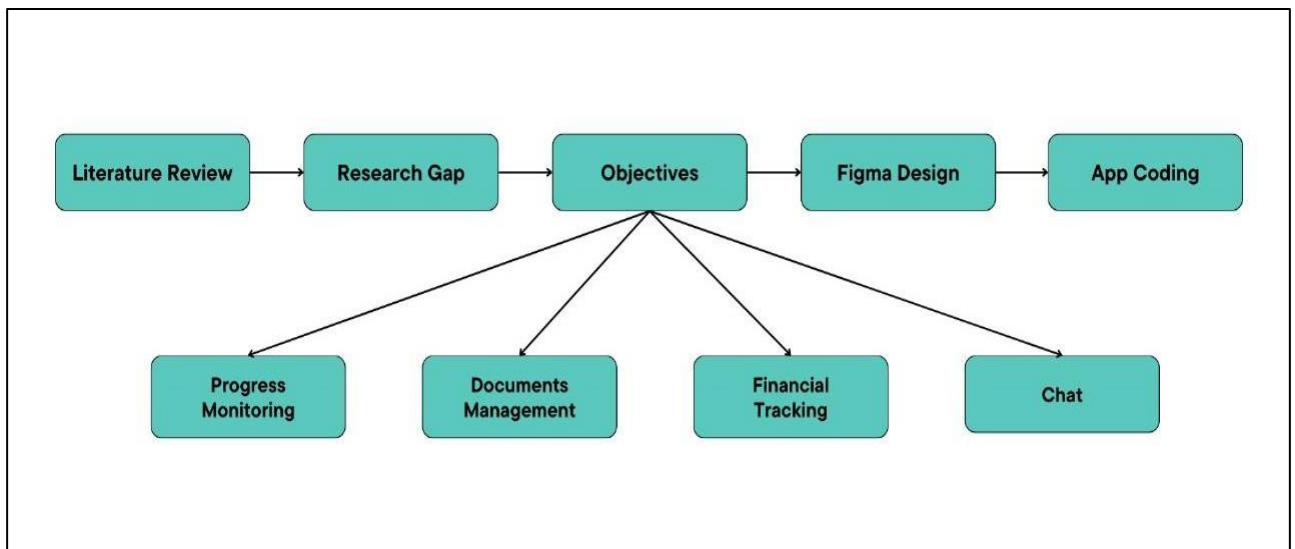 Literature Review
Research Gap
Objectives
Figma Design
App Coding
Progress
Monitoring
Documents
Management
Financial
Tracking
Chat